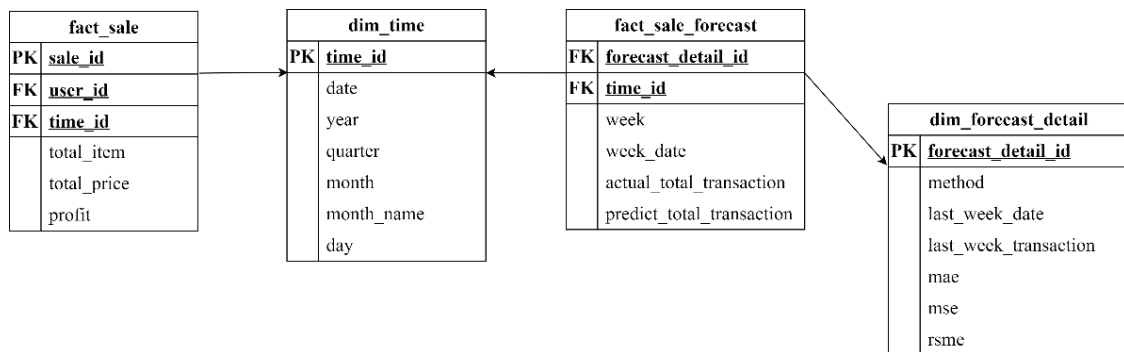 fact_sale
PK sale_id
FK user_id
FK time_id
total_item
total_price
profit
dim_time
PK time_id
date
year
quarter
month
month_name
day
fact_sale_forecast
FK forecast_detail_id
FK time_id
week
week_date
actual_total_transaction
predict_total_transaction
dim_forecast_detail
PK forecast_detail_id
method
last_week_date
last_week_transaction
mae
mse
rsme